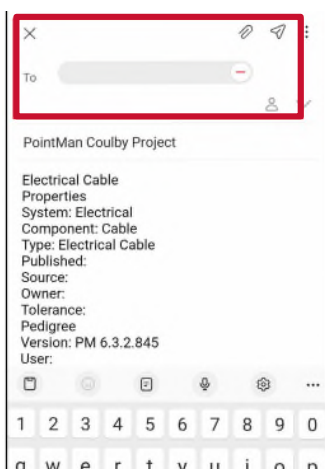 To
PointMan Coulby Project
Electrical Cable
Properties
System: Electrical
Component: Cable
Type: Electrical Cable
Published:
Source:
Owner:
Tolerance:
Pedigree
Version: PM 6.3.2.845
User:
1 2 3 4 5 6 7 8 9 0
q w e r t y u i o p